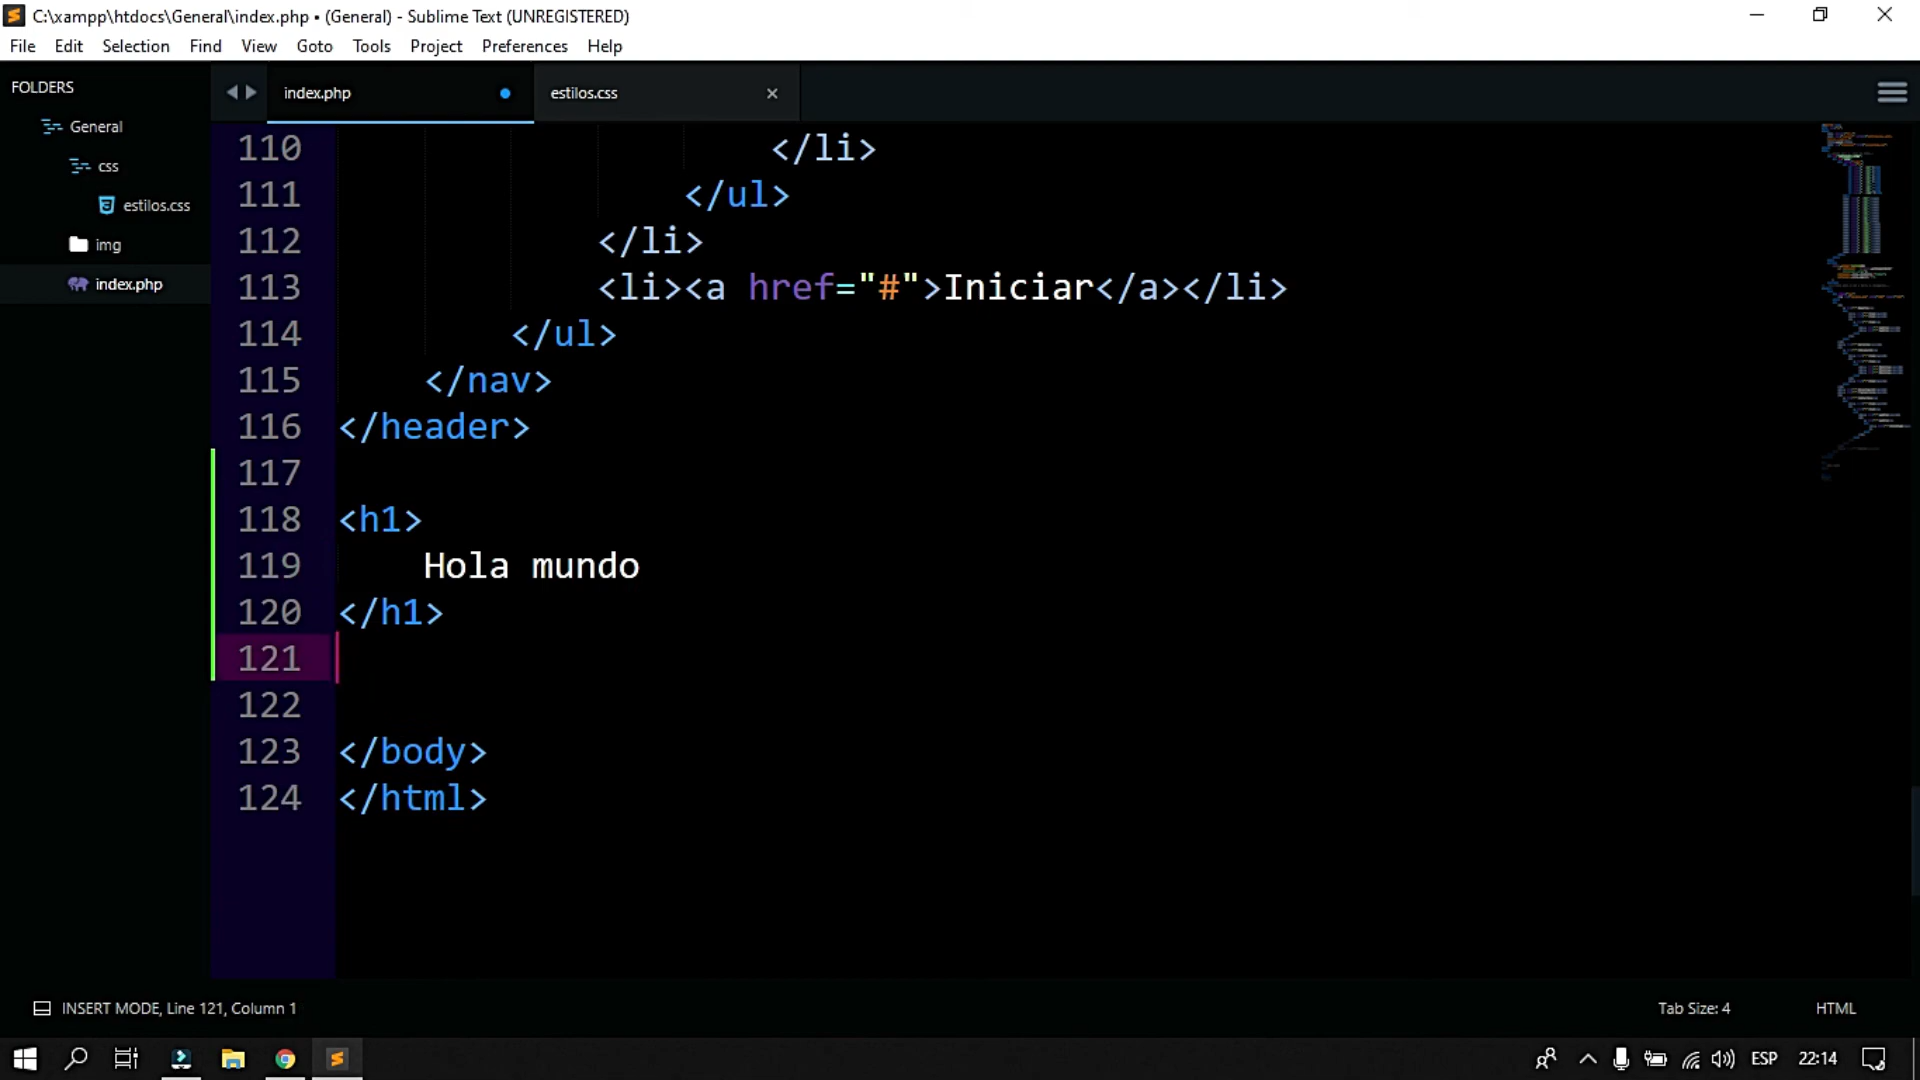 C:\xampp\htdocs\General\index.php • (General) - Sublime Text (UNREGISTERED)
File Edit Selection Find View Goto Tools Project Preferences Help
FOLDERS
General
css
estilos.css
img
index.php
index.php estilos.css
110 </li>
111 </ul>
112 </li>
113 <li><a href="#">Iniciar</a></li>
114 </ul>
115 </nav>
116 </header>
117
118 <h1>
119 Hola mundo
120 </h1>
121
122
123 </body>
124 </html>
INSERT MODE, Line 121, Column 1 Tab Size: 4 HTML
ESP 22:14